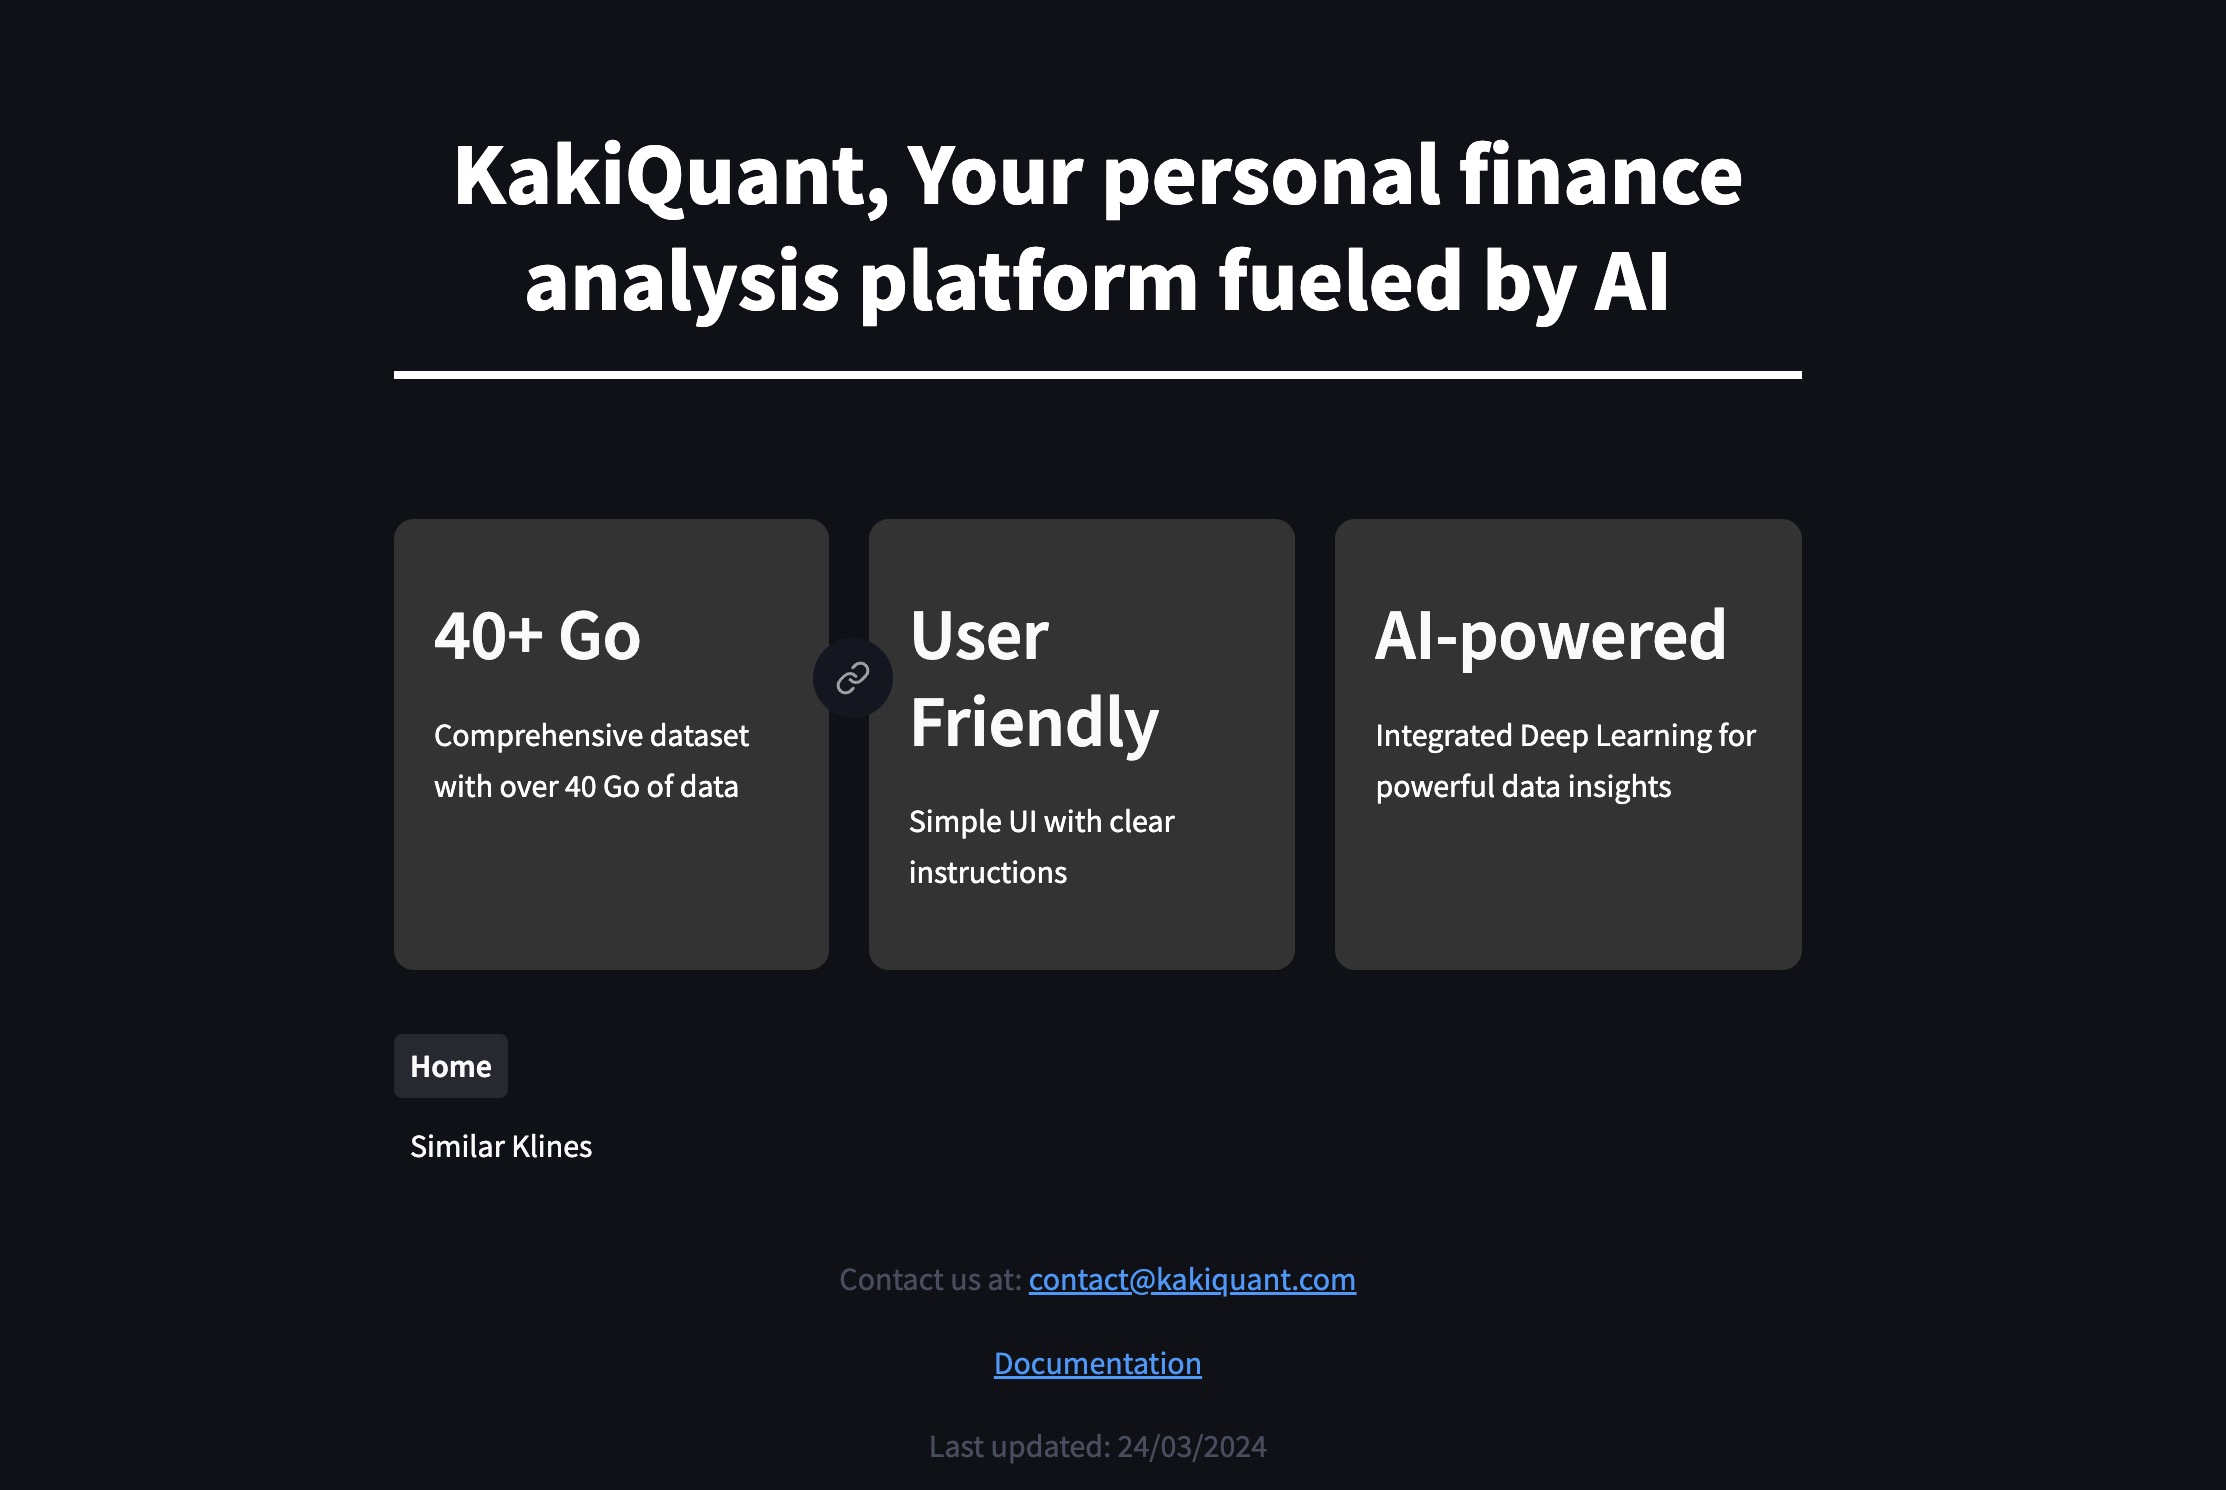 KakiQuant, Your personal finance
analysis platform fueled by AI
40+ Go
Comprehensive dataset
with over 40 Go of data
User
Friendly
Simple UI with clear
instructions
AI-powered
Integrated Deep Learning for
powerful data insights
Home
Similar Klines
Contact us at: contact@kakiquant.com
Documentation
Last updated: 24/03/2024